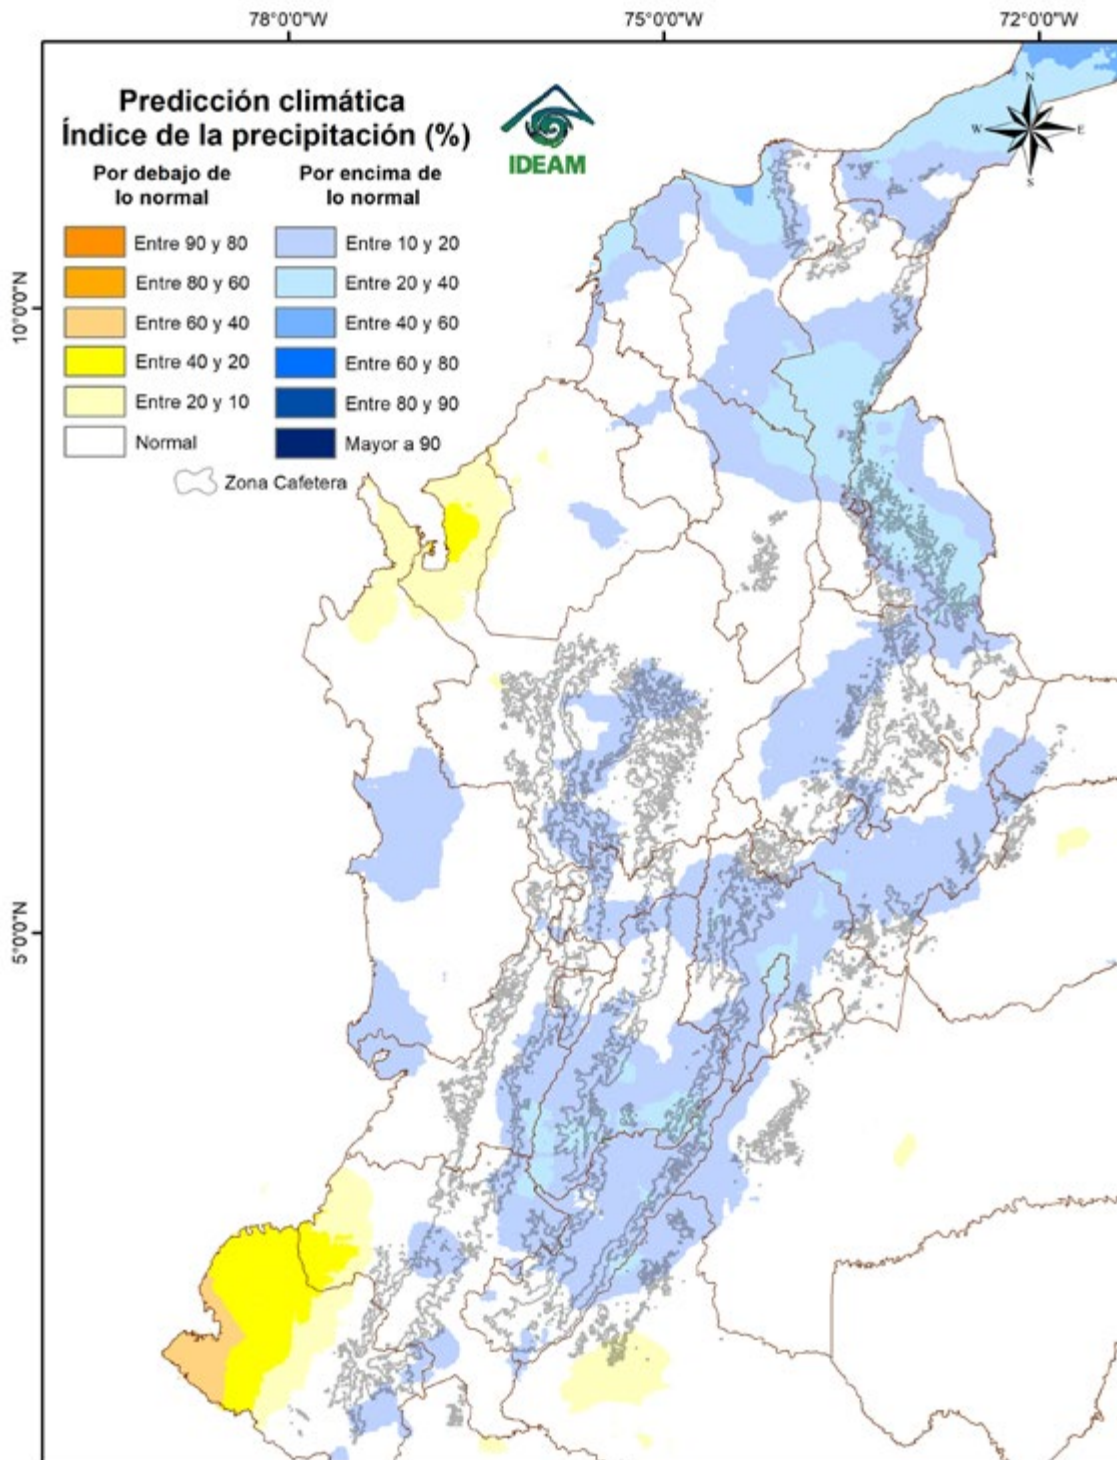 78°0'0"W
75°0'0"W
72°0'0"W
Predicción climática
Índice de la precipitación (%)
IDEAM
Por debajo de
lo normal
Entre 90 y 80
Entre 80 y 60
Entre 60 y 40
Entre 40 y 20
Entre 20 y 10
Normal
Por encima de
lo normal
Entre 10 y 20
Entre 20 y 40
Entre 40 y 60
Entre 60 y 80
Entre 80 y 90
Mayor a 90
Zona Cafetera
N
W
E
S
10°0'0"N
5°0'0"N